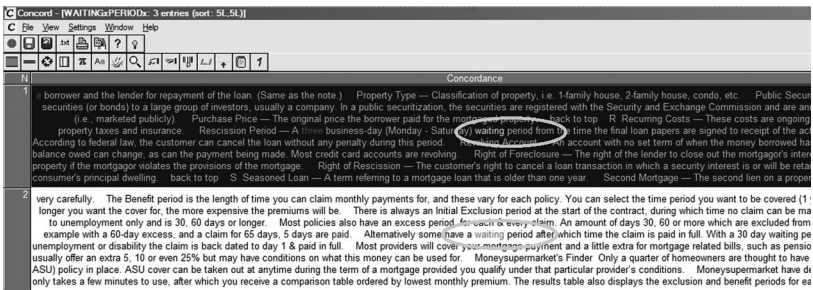 Concord - [WAITINGxPERIODx: 3 entries (sort: 5L,5L)]
File View Settings Window Help
N Concordance
1 borrower and the lender for repayment of the loan. (Same as the note.) Property Type — Classification of property, i.e. 1-family house, 2-family house, condo, etc. Public Secur
securities (or bonds) to a large group of investors, usually a company. In a public securitization, the securities are registered with the Security and Exchange Commission and are an
(i.e., marketed publicly). Purchase Price — The original price the borrower paid for the mortgaged property. back to top R Recurring Costs — These costs are ongoing
property taxes and insurance. Rescission Period — A three business-day (Monday - Saturday) waiting period from the time the final loan papers are signed to receipt of the act
According to federal law, the customer can cancel the loan without any penalty during this period. Revolving Account — An account with no set term of when the money borrowed ha
balance owed can change, as can the payment being made. Most credit card accounts are revolving. Right of Foreclosure — The right of the lender to close out the mortgagor's inter
property if the mortgagor violates the provisions of the mortgage. Right of Rescission — The customer's right to cancel a loan transaction in which a security interest is or will be retai
consumer's principal dwelling. back to top S Seasoned Loan — A term referring to a mortgage loan that is older than one year. Second Mortgage — The second lien on a prope
2 very carefully. The Benefit period is the length of time you can claim monthly payments for, and these vary for each policy. You can select the time period you want to be covered (1
longer you want the cover for, the more expensive the premiums will be. There is always an Initial Exclusion period at the start of the contract, during which time no claim can be ma
to unemployment only and is 30, 60 days or longer. Most policies also have an excess period, for each & every claim. An amount of days 30, 60 or more which are excluded from
example with a 60-day excess, and a claim for 65 days, 5 days are paid. Alternatively some have a waiting period after which time the claim is paid in full. With a 30 day waiting pe
unemployment or disability the claim is back dated to day 1 & paid in full. Most providers will cover your mortgage payment and a little extra for mortgage related bills, such as pensio
usually offer an extra 5, 10 or even 25% but may have conditions on what this money can be used for. Moneysupermarket's Finder Only a quarter of homeowners are thought to have
ASU) policy in place. ASU cover can be taken out at anytime during the term of a mortgage provided you qualify under that particular provider's conditions. Moneysupermarket have de
only takes a few minutes to use, after which you receive a comparison table ordered by lowest monthly premium. The results table also displays the exclusion and benefit periods for ea